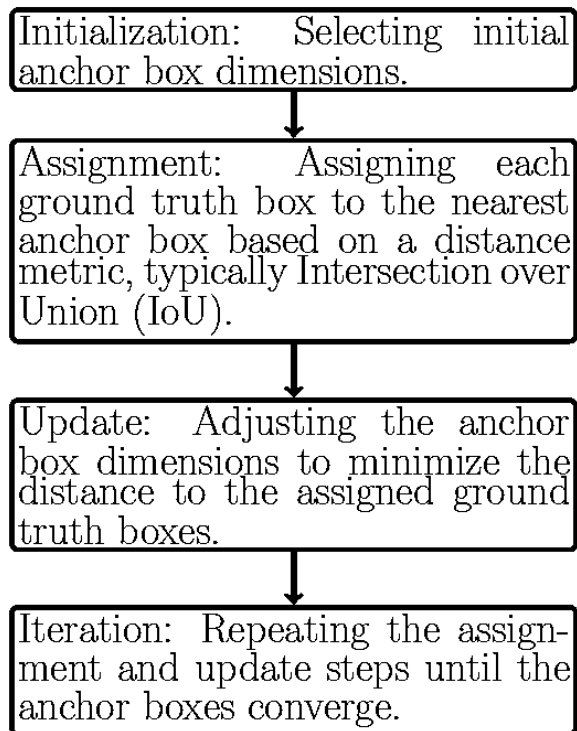 Initialization: Selecting initial
anchor box dimensions.
Assignment: Assigning each
ground truth box to the nearest
anchor box based on a distance
metric, typically Intersection over
Union (IoU).
Update: Adjusting the anchor
box dimensions to minimize the
distance to the assigned ground
truth boxes.
Iteration: Repeating the assign-
ment and update steps until the
anchor boxes converge.